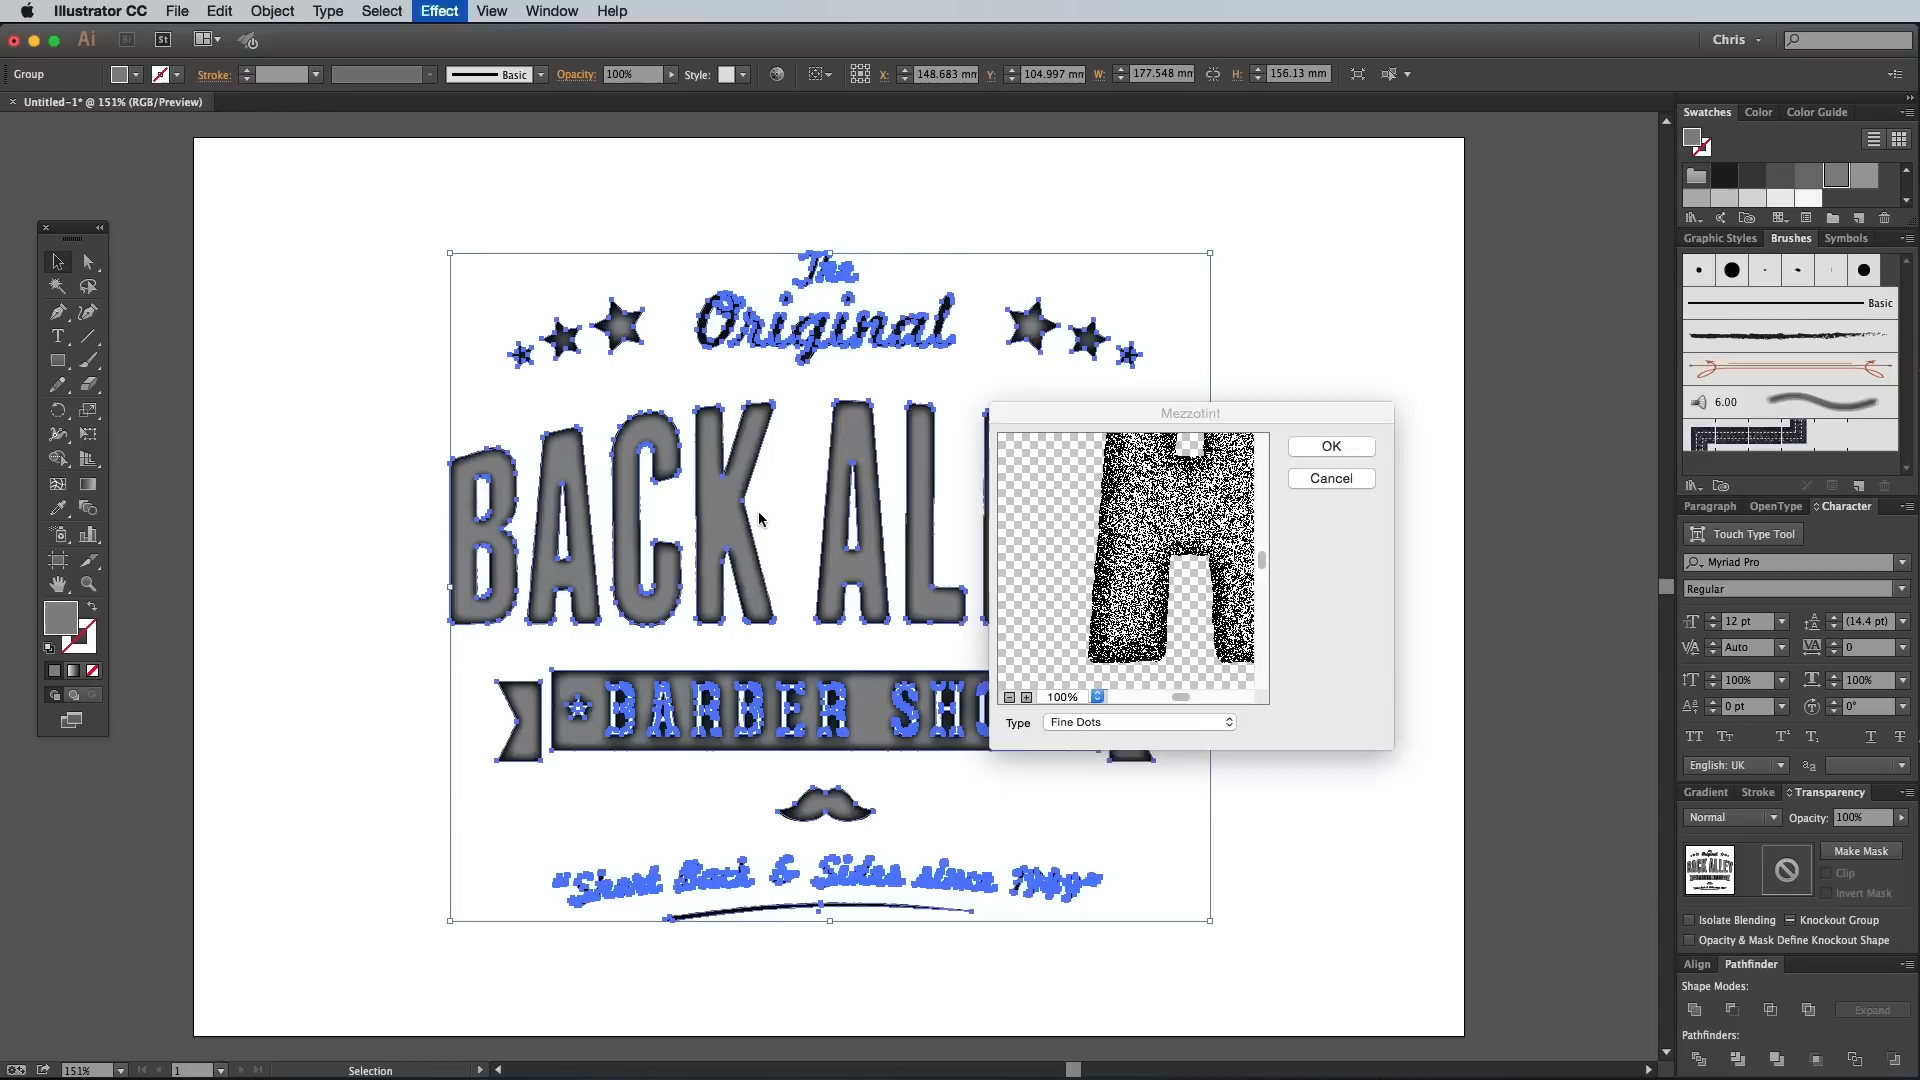 Illustrator CC File Edit Object Type Select Effect View Window Help
Ai Br St Chris
Group Stroke: Basic Opacity: 100% Style: X: 148.683 mm Y: 104.997 mm W: 177.548 mm H: 156.13 mm
× Untitled-1* @ 151% (RGB/Preview)
Swatches Color Color Guide
Graphic Styles Brushes Symbols
Basic
6.00
Paragraph OpenType Character
Touch Type Tool
Myriad Pro
Regular
12 pt (14.4 pt)
Auto 0
100% 100%
0 pt 0°
English: UK
Gradient Stroke Transparency
Normal Opacity: 100%
Make Mask
Clip
Invert Mask
Isolate Blending Knockout Group
Opacity & Mask Define Knockout Shape
Align Pathfinder
Shape Modes:
Expand
Pathfinders:
The
Original
BACK AL
BARBER SHO
"Short Back & Sides since
Mezzotint
OK
Cancel
100%
Type Fine Dots
151% 1 Selection